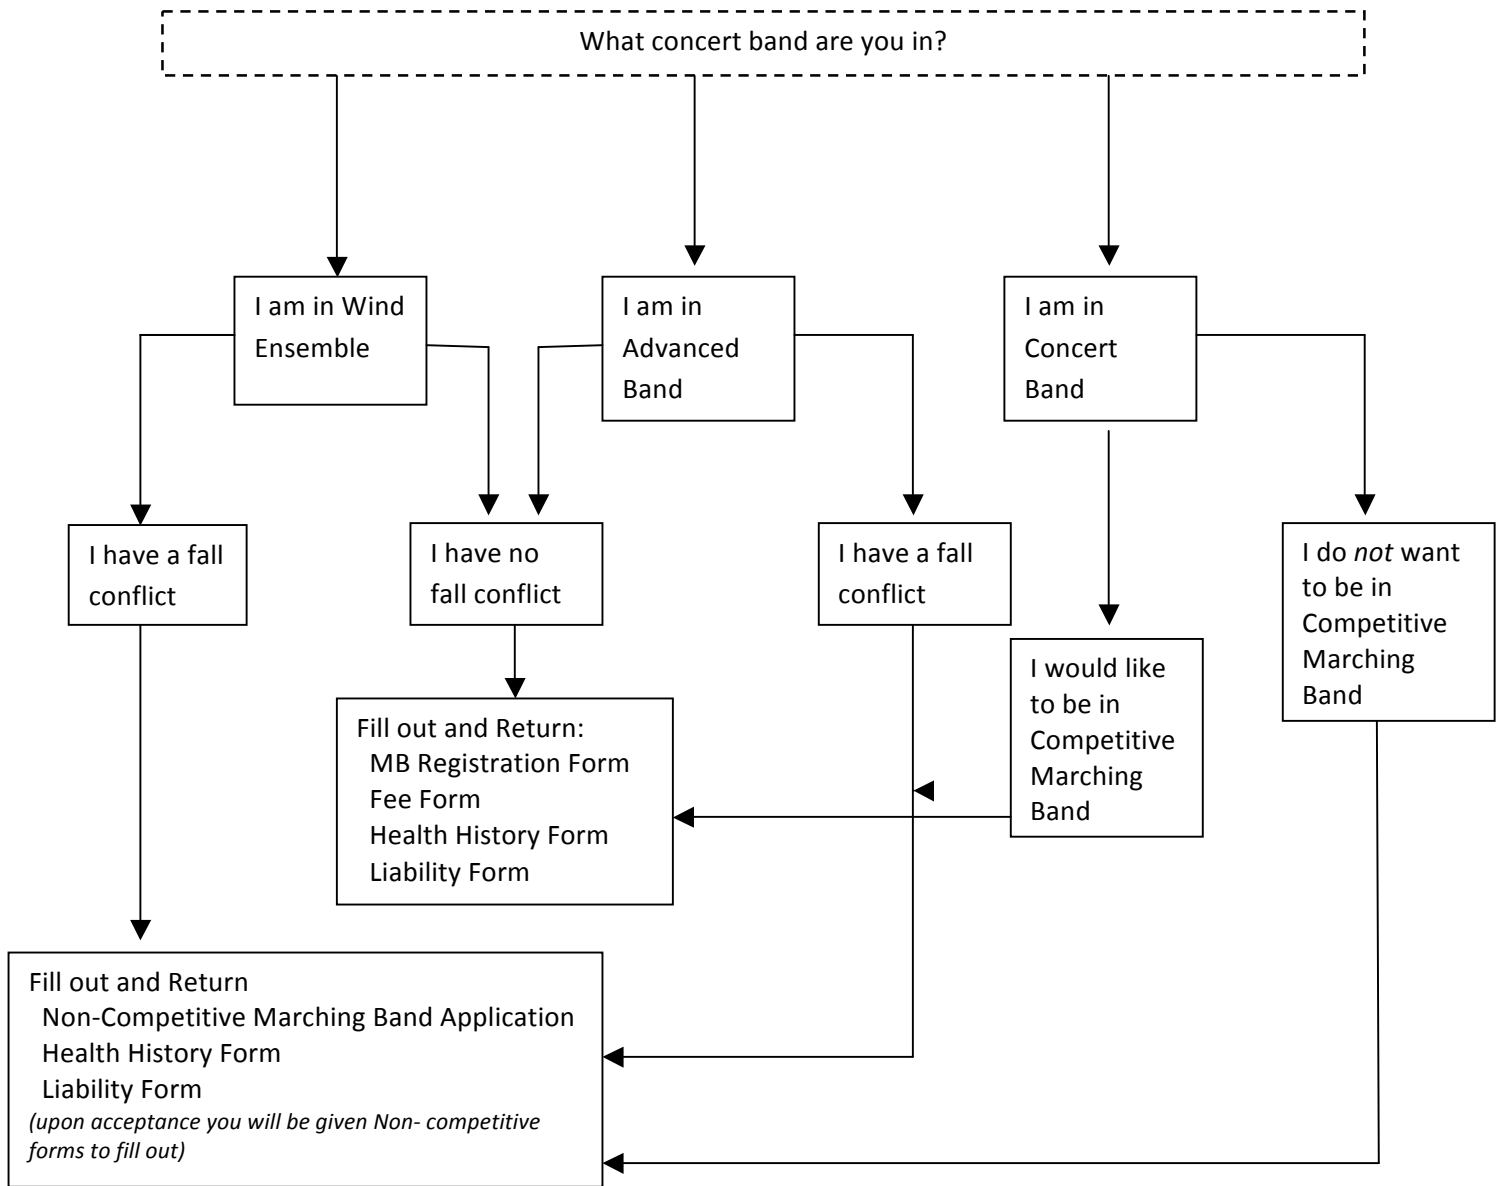 What concert band are you in?
I am in Wind
Ensemble
I am in
Advanced
Band
I am in
Concert
Band
I have a fall
conflict
I have no
fall conflict
I have a fall
conflict
I do not want
to be in
Competitive
Marching
Band
I would like
to be in
Competitive
Marching
Band
Fill out and Return:
MB Registration Form
Fee Form
Health History Form
Liability Form
Fill out and Return
Non-Competitive Marching Band Application
Health History Form
Liability Form
(upon acceptance you will be given Non- competitive
forms to fill out)